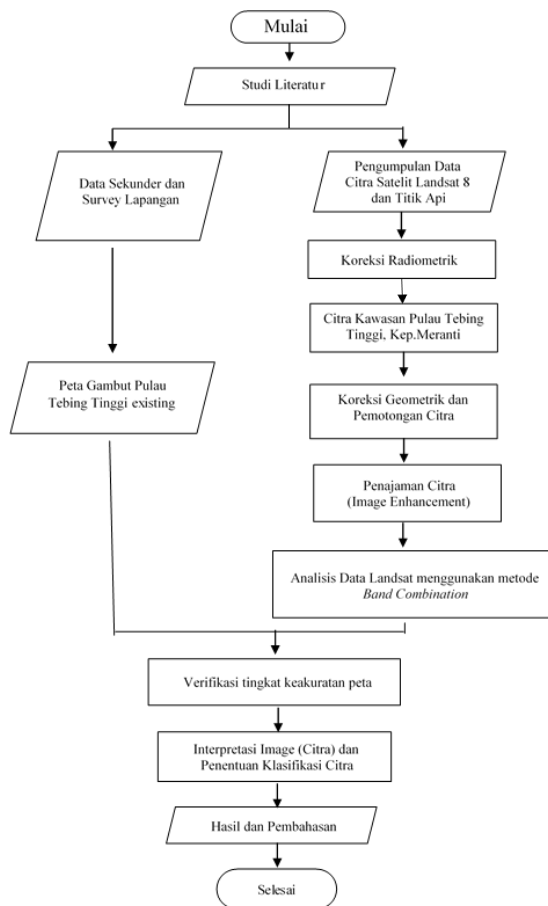 Mulai
Studi Literatur
Data Sekunder dan
Survey Lapangan
Pengumpulan Data
Citra Satelit Landsat 8
dan Titik Api
Koreksi Radiometrik
Citra Kawasan Pulau Tebing
Tinggi, Kep.Meranti
Peta Gambut Pulau
Tebing Tinggi existing
Koreksi Geometrik dan
Pemotongan Citra
Penajaman Citra
(Image Enhancement)
Analisis Data Landsat menggunakan metode
Band Combination
Verifikasi tingkat keakuratan peta
Interpretasi Image (Citra) dan
Penentuan Klasifikasi Citra
Hasil dan Pembahasan
Selesai